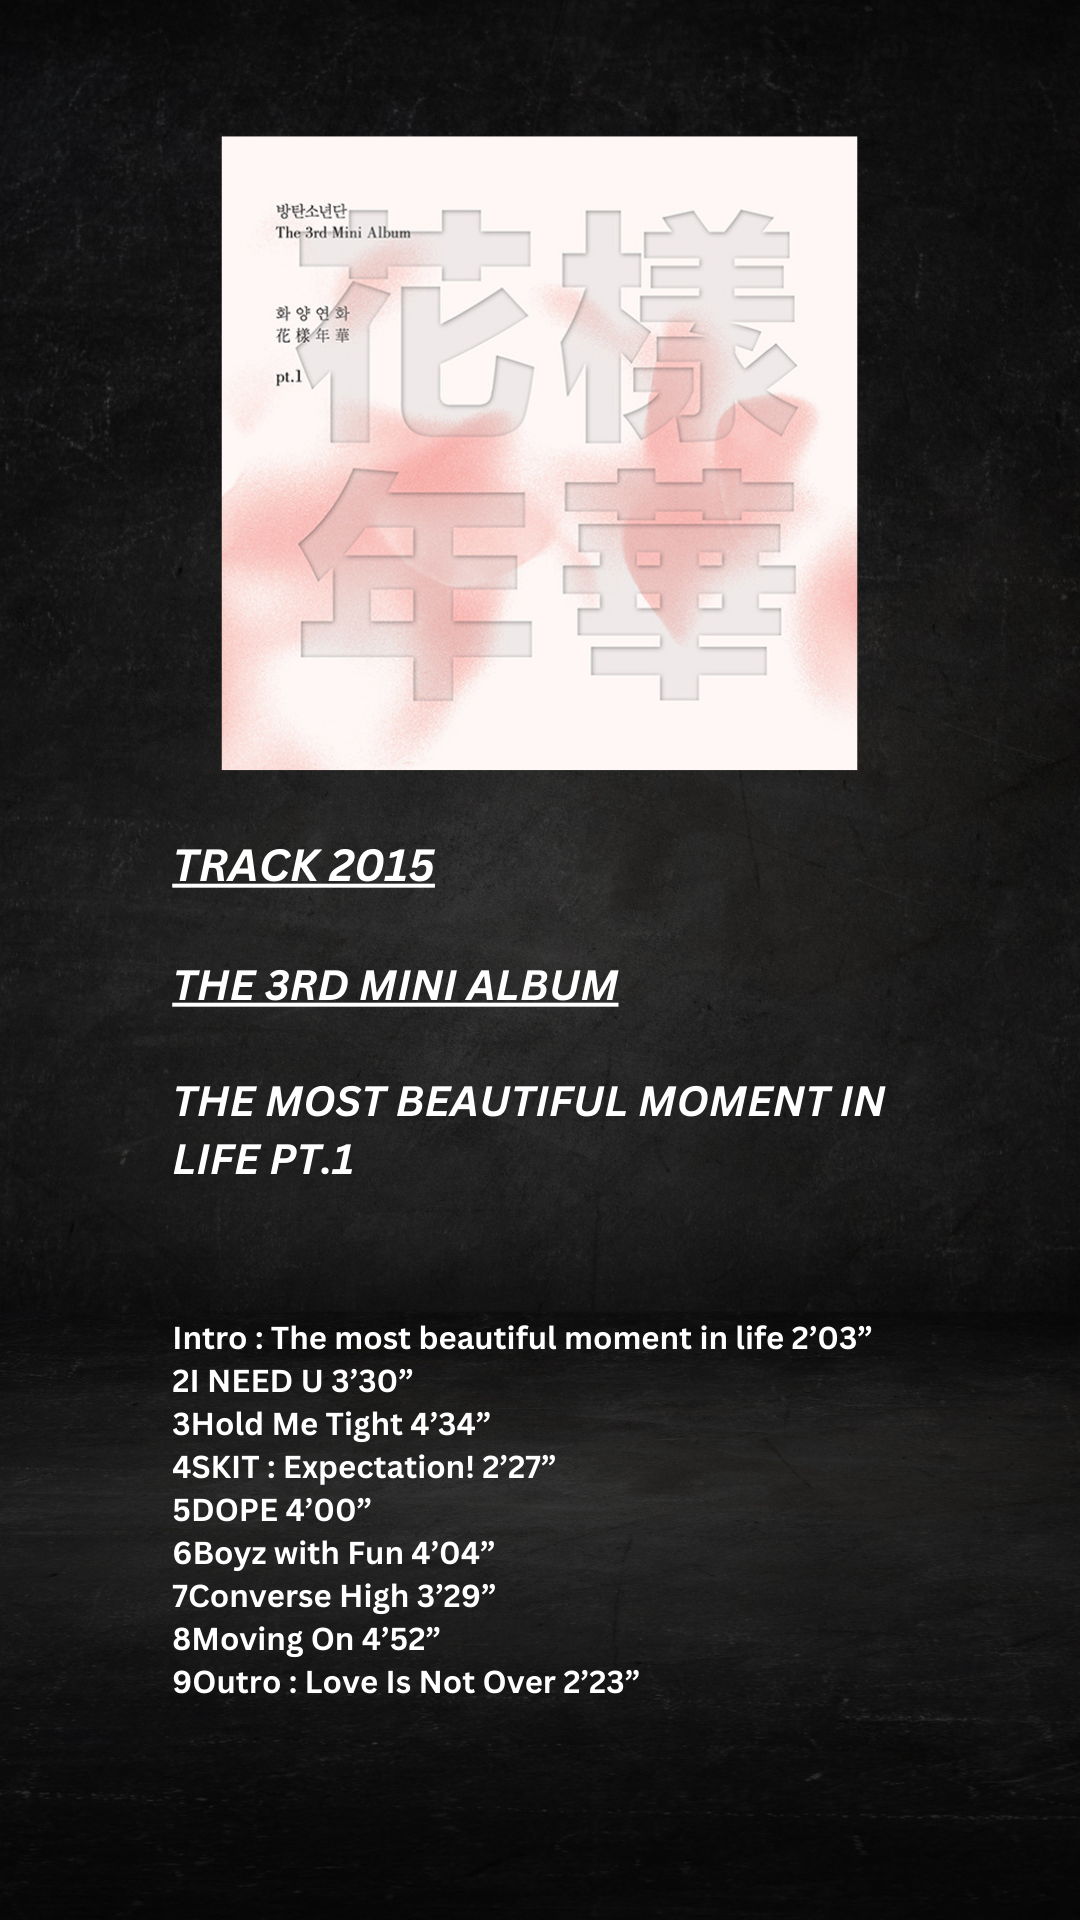 방탄소년단
The 3rd Mini Album
화양연화
花樣年華
pt.1
花樣
年華
TRACK 2015
THE 3RD MINI ALBUM
THE MOST BEAUTIFUL MOMENT IN
LIFE PT.1
Intro : The most beautiful moment in life 2’03”
2I NEED U 3’30”
3Hold Me Tight 4’34”
4SKIT : Expectation! 2’27”
5DOPE 4’00”
6Boyz with Fun 4’04”
7Converse High 3’29”
8Moving On 4’52”
9Outro : Love Is Not Over 2’23”